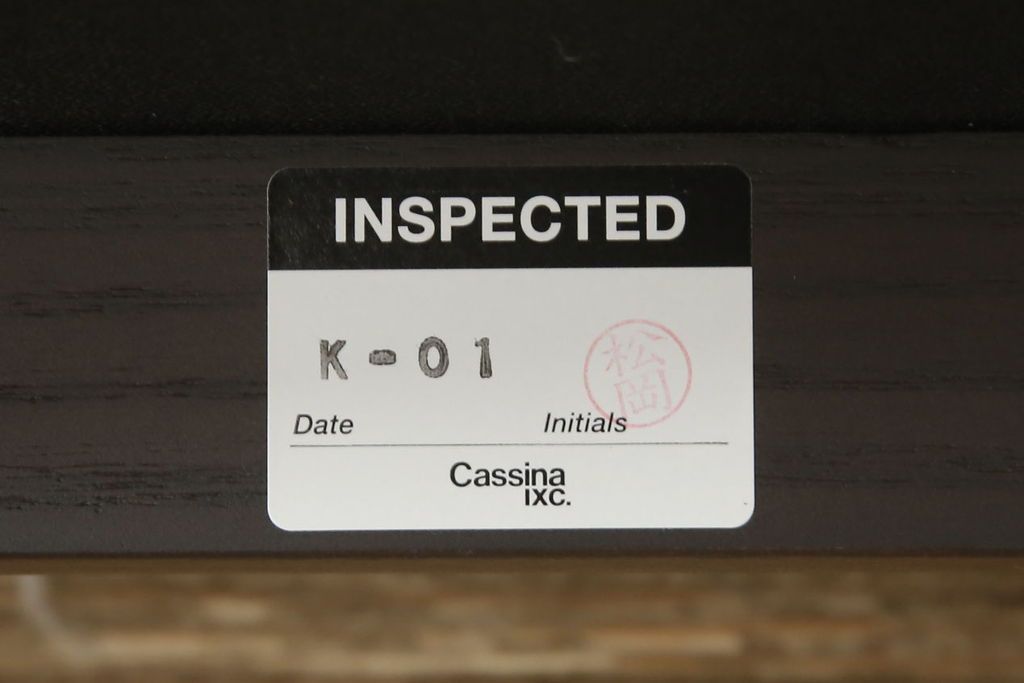 INSPECTED
K-01
松岡
Date Initials
Cassina
IXC.